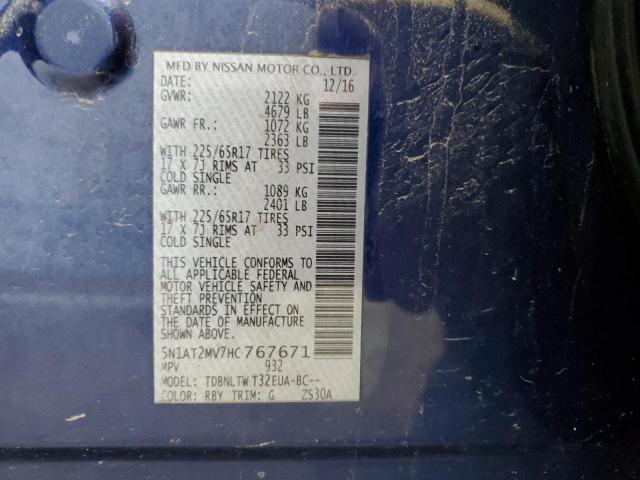 MFD BY NISSAN MOTOR CO., LTD.
DATE: 12/16
GVWR: 2122 KG
4679 LB
GAWR FR.: 1072 KG
2363 LB
WITH 225/65R17 TIRES
17 X 7J RIMS AT 33 PSI
COLD SINGLE
GAWR RR.: 1089 KG
2401 LB
WITH 225/65R17 TIRES
17 X 7J RIMS AT 33 PSI
COLD SINGLE
THIS VEHICLE CONFORMS TO
ALL APPLICABLE FEDERAL
MOTOR VEHICLE SAFETY AND
THEFT PREVENTION
STANDARDS IN EFFECT ON
THE DATE OF MANUFACTURE
SHOWN ABOVE.
5N1AT2MV7HC767671
MPV 932
MODEL: TDBNLTW T32EUA-BC--
COLOR: RBY TRIM: G ZS30A